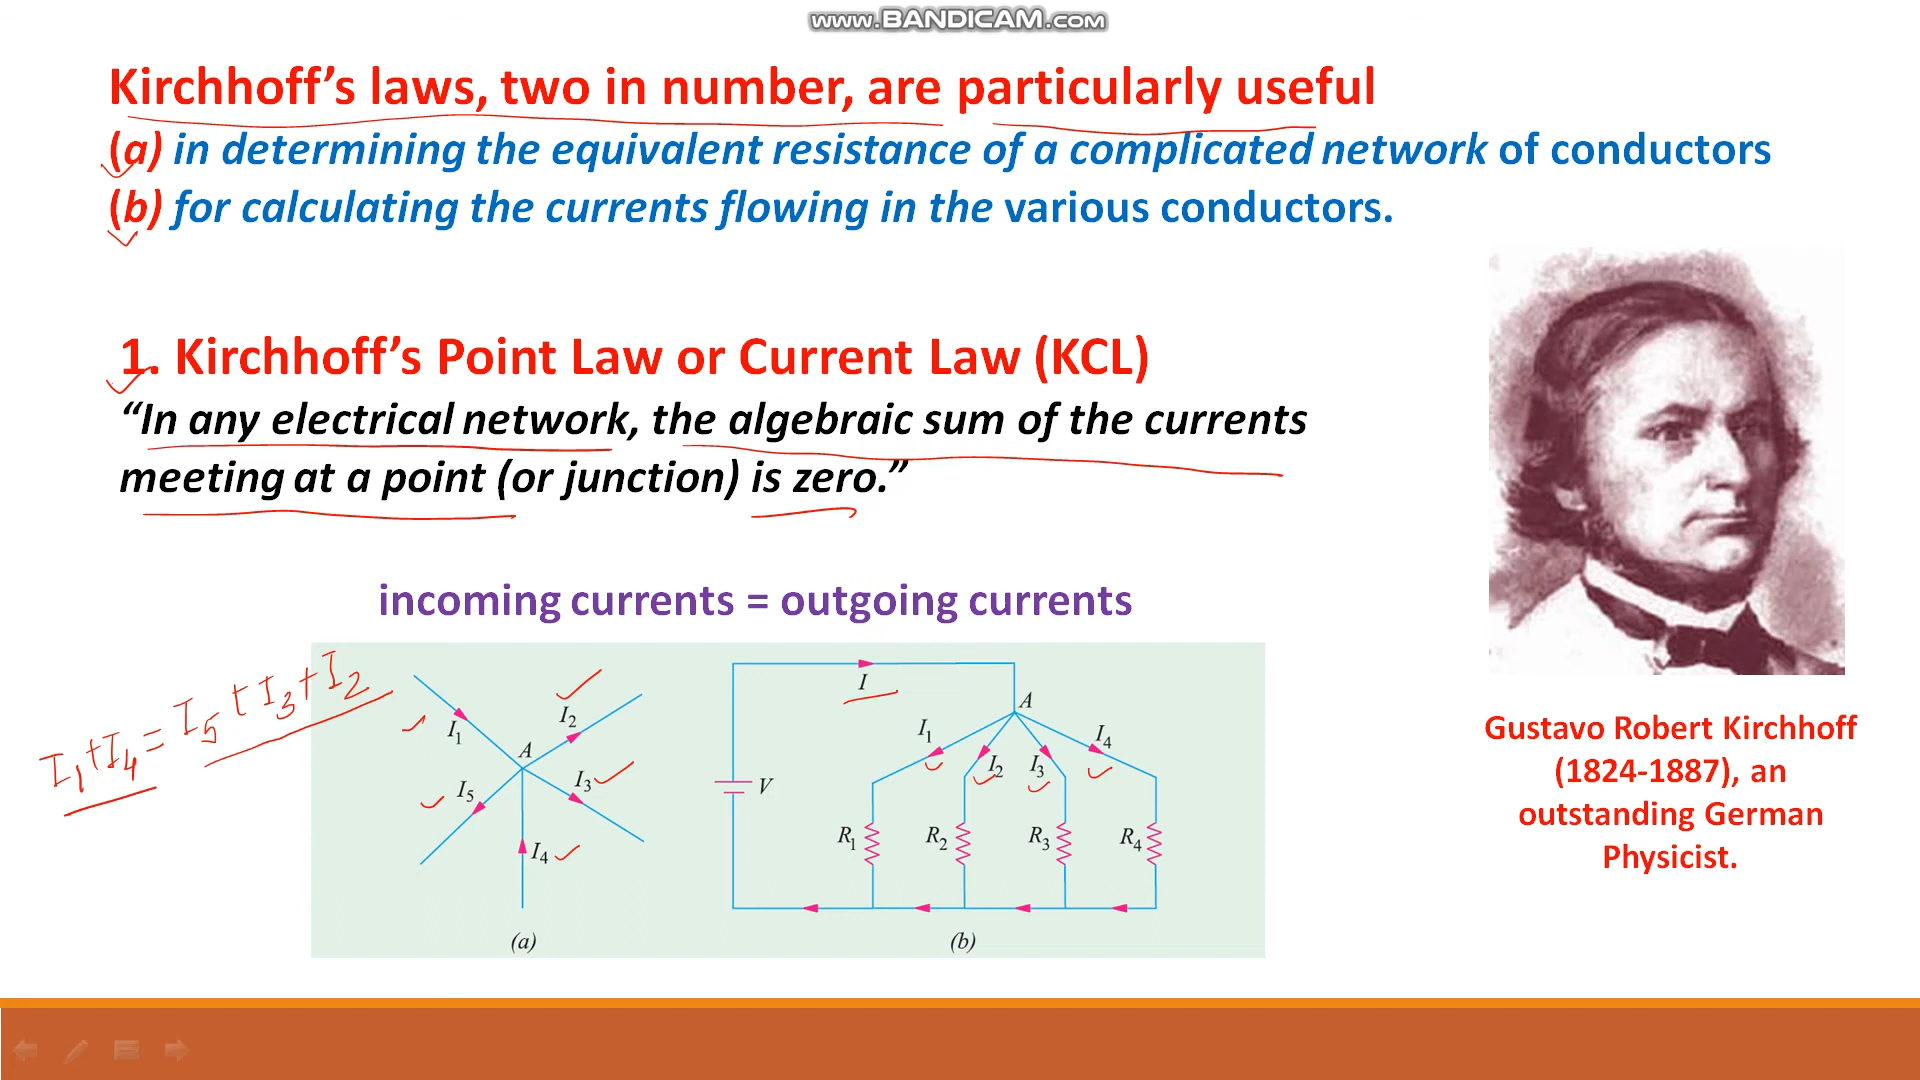 www.BANDICAM.com
Kirchhoff’s laws, two in number, are particularly useful
(a) in determining the equivalent resistance of a complicated network of conductors
(b) for calculating the currents flowing in the various conductors.
1. Kirchhoff’s Point Law or Current Law (KCL)
“In any electrical network, the algebraic sum of the currents
meeting at a point (or junction) is zero.”
incoming currents = outgoing currents
I₁+I₄ = I₅+I₃+I₂
I₁
I₂
A
I₃
I₅
I₄
(a)
I
A
I₁
I₂
I₃
I₄
V
R₁
R₂
R₃
R₄
(b)
Gustavo Robert Kirchhoff
(1824-1887), an
outstanding German
Physicist.